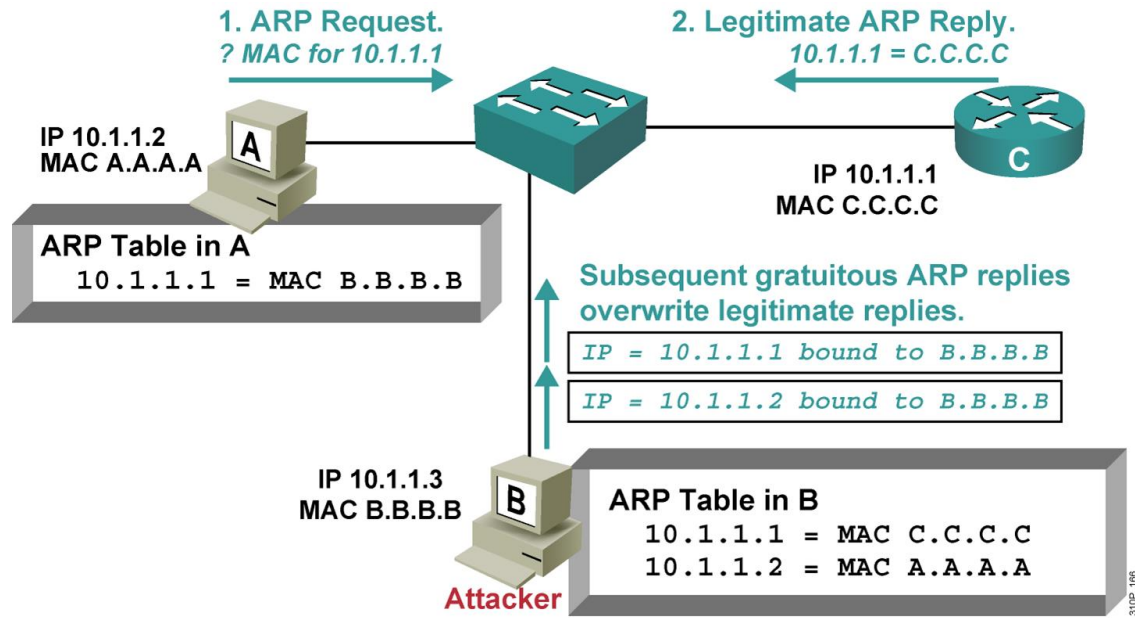 1. ARP Request.
? MAC for 10.1.1.1
2. Legitimate ARP Reply.
10.1.1.1 = C.C.C.C
IP 10.1.1.2
MAC A.A.A.A
A
C
IP 10.1.1.1
MAC C.C.C.C
ARP Table in A
10.1.1.1 = MAC B.B.B.B
Subsequent gratuitous ARP replies
overwrite legitimate replies.
IP = 10.1.1.1 bound to B.B.B.B
IP = 10.1.1.2 bound to B.B.B.B
IP 10.1.1.3
MAC B.B.B.B
B
Attacker
ARP Table in B
10.1.1.1 = MAC C.C.C.C
10.1.1.2 = MAC A.A.A.A
310P_166